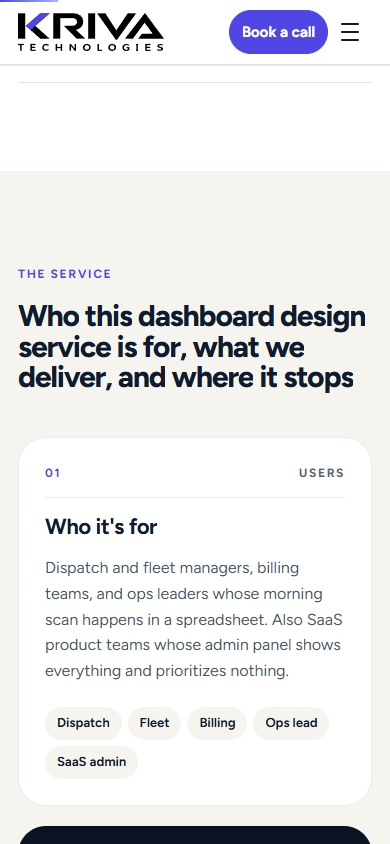 KRIVA
TECHNOLOGIES
Book a call
THE SERVICE
Who this dashboard design
service is for, what we
deliver, and where it stops
01
USERS
Who it's for
Dispatch and fleet managers, billing
teams, and ops leaders whose morning
scan happens in a spreadsheet. Also SaaS
product teams whose admin panel shows
everything and prioritizes nothing.
Dispatch
Fleet
Billing
Ops lead
SaaS admin